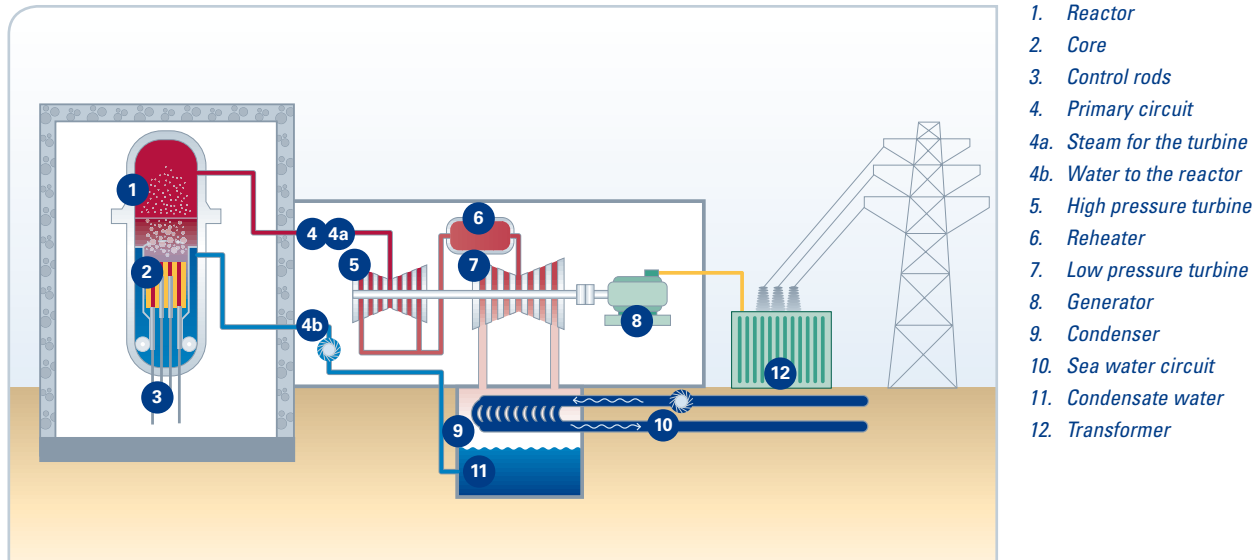 1
2
3
4
4a
4b
5
6
7
8
9
10
11
12
1. Reactor
2. Core
3. Control rods
4. Primary circuit
4a. Steam for the turbine
4b. Water to the reactor
5. High pressure turbine
6. Reheater
7. Low pressure turbine
8. Generator
9. Condenser
10. Sea water circuit
11. Condensate water
12. Transformer